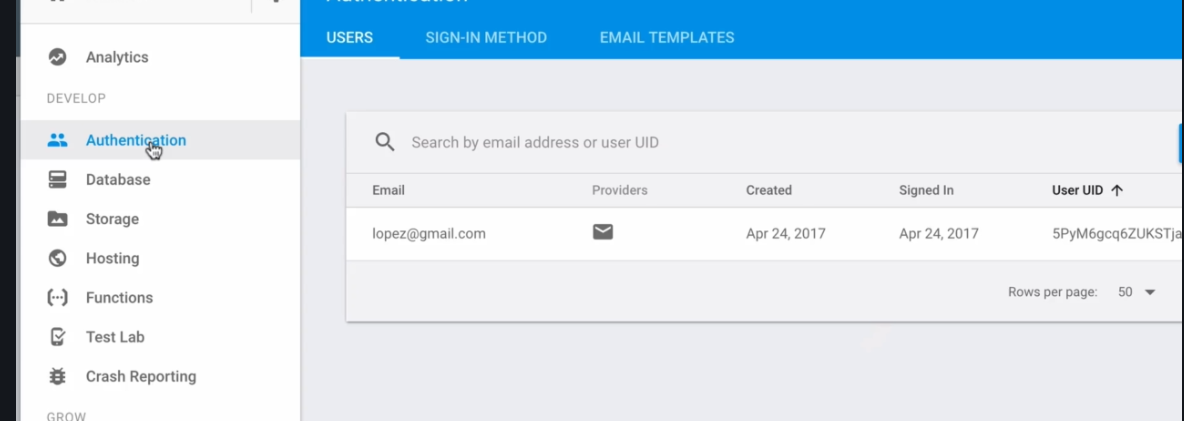 Authentication
USERS SIGN-IN METHOD EMAIL TEMPLATES
Analytics
DEVELOP
Authentication
Database
Storage
Hosting
Functions
Test Lab
Crash Reporting
GROW
Search by email address or user UID
Email Providers Created Signed In User UID
lopez@gmail.com Apr 24, 2017 Apr 24, 2017 5PyM6gcq6ZUKSTja
Rows per page: 50